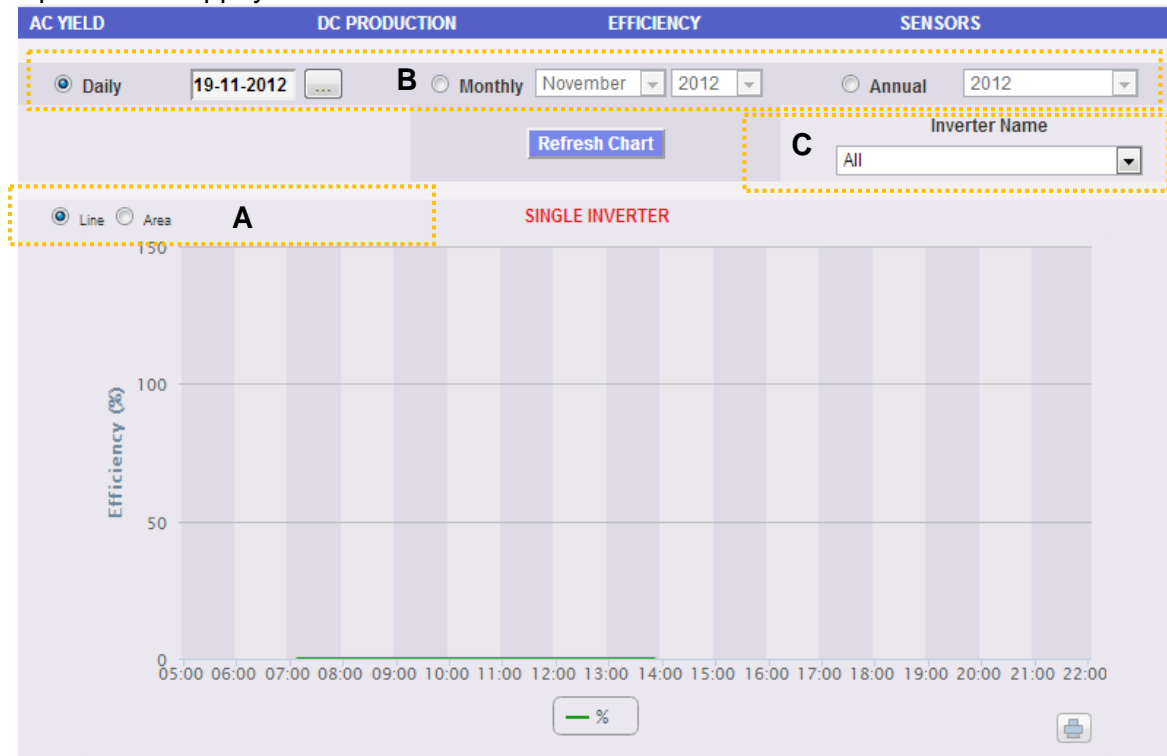 AC YIELD DC PRODUCTION EFFICIENCY SENSORS
Daily 19-11-2012 ... B Monthly November 2012 Annual 2012
Inverter Name
Refresh Chart C All
Line Area A SINGLE INVERTER
150
100
Efficiency (%)
50
0
05:00 06:00 07:00 08:00 09:00 10:00 11:00 12:00 13:00 14:00 15:00 16:00 17:00 18:00 19:00 20:00 21:00 22:00
%